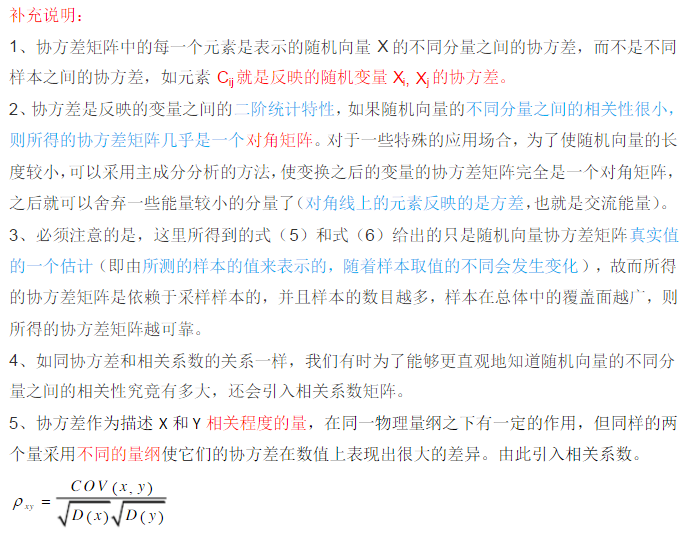 补充说明：
1、协方差矩阵中的每一个元素是表示的随机向量 X 的不同分量之间的协方差，而不是不同
样本之间的协方差，如元素 Cij 就是反映的随机变量 Xi, Xj 的协方差。
2、协方差是反映的变量之间的二阶统计特性，如果随机向量的不同分量之间的相关性很小，
则所得的协方差矩阵几乎是一个对角矩阵。对于一些特殊的应用场合，为了使随机向量的长
度较小，可以采用主成分分析的方法，使变换之后的变量的协方差矩阵完全是一个对角矩阵，
之后就可以舍弃一些能量较小的分量了（对角线上的元素反映的是方差，也就是交流能量）。
3、必须注意的是，这里所得到的式（5）和式（6）给出的只是随机向量协方差矩阵真实值
的一个估计（即由所测的样本的值来表示的，随着样本取值的不同会发生变化），故而所得
的协方差矩阵是依赖于采样样本的，并且样本的数目越多，样本在总体中的覆盖面越广，则
所得的协方差矩阵越可靠。
4、如同协方差和相关系数的关系一样，我们有时为了能够更直观地知道随机向量的不同分
量之间的相关性究竟有多大，还会引入相关系数矩阵。
5、协方差作为描述 X 和 Y 相关程度的量，在同一物理量纲之下有一定的作用，但同样的两
个量采用不同的量纲使它们的协方差在数值上表现出很大的差异。由此引入相关系数。
ρxy = COV(x, y) / √D(x) √D(y)